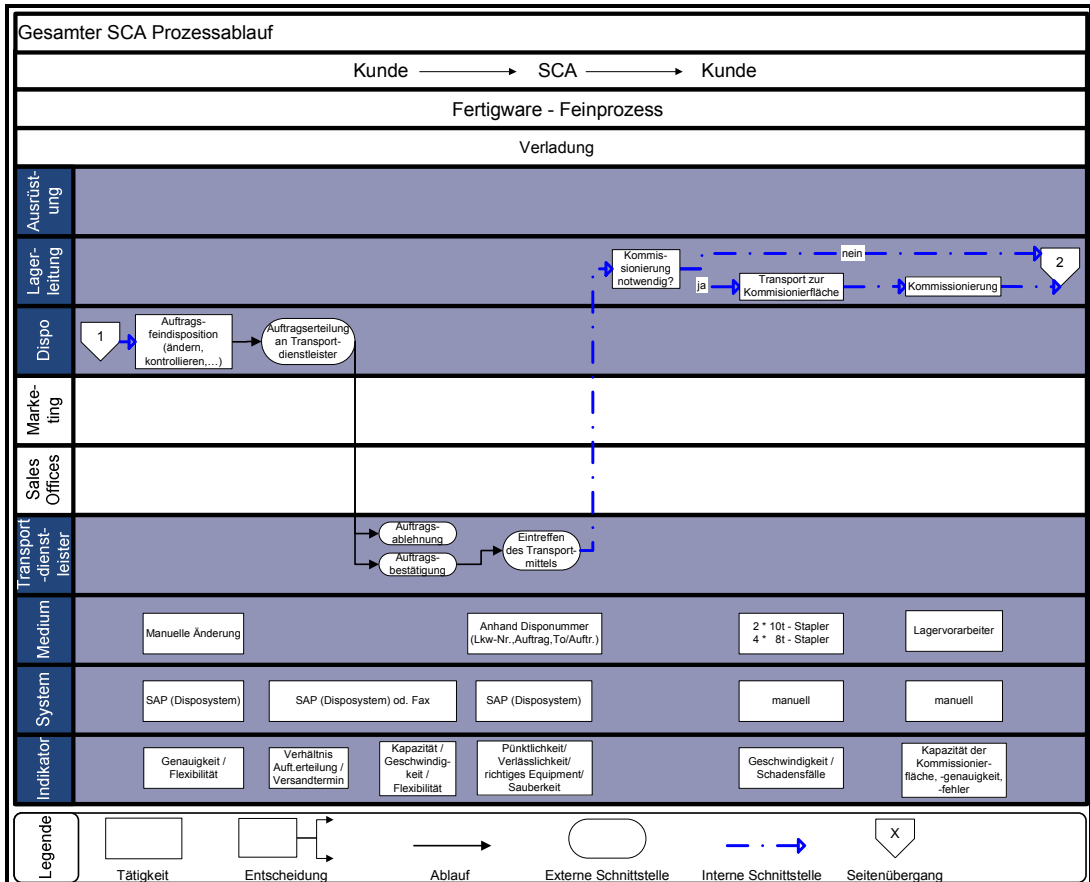 Gesamter SCA Prozessablauf
Kunde SCA Kunde
Fertigware - Feinprozess
Verladung
Ausrüst-
ung
Lager-
leitung
Kommis-
sionierung
notwendig?
nein
ja
Transport zur
Kommisionierfläche
Kommissionierung
2
Dispo
1
Auftrags-
feindisposition
(ändern,
kontrollieren,...)
Auftragserteilung
an Transport-
dienstleister
Marke-
ting
Sales
Offices
Transport
-dienst-
leister
Auftrags-
ablehnung
Auftrags-
bestätigung
Eintreffen
des Transport-
mittels
Medium
Manuelle Änderung
Anhand Disponummer
(Lkw-Nr.,Auftrag,To/Auftr.)
2 * 10t - Stapler
4 * 8t - Stapler
Lagervorarbeiter
System
SAP (Disposystem)
SAP (Disposystem) od. Fax
SAP (Disposystem)
manuell
manuell
Indikator
Genauigkeit /
Flexibilität
Verhältnis
Auft.erteilung /
Versandtermin
Kapazität /
Geschwindig-
keit /
Flexibilität
Pünktlichkeit/
Verlässlichkeit/
richtiges Equipment/
Sauberkeit
Geschwindigkeit /
Schadensfälle
Kapazität der
Kommissionier-
fläche, -genauigkeit,
-fehler
Legende
Tätigkeit
Entscheidung
Ablauf
Externe Schnittstelle
Interne Schnittstelle
X
Seitenübergang